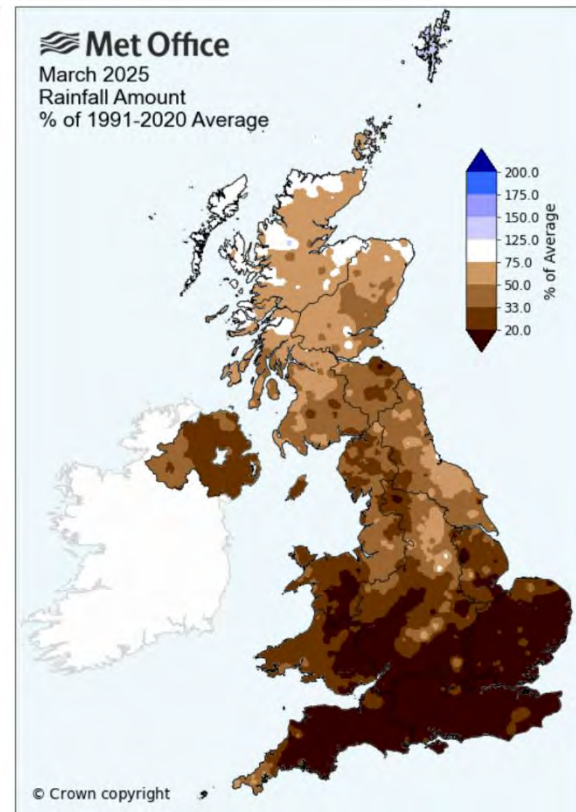 Met Office
March 2025
Rainfall Amount
% of 1991-2020 Average
200.0
175.0
150.0
125.0
75.0
50.0
33.0
20.0
% of Average
© Crown copyright